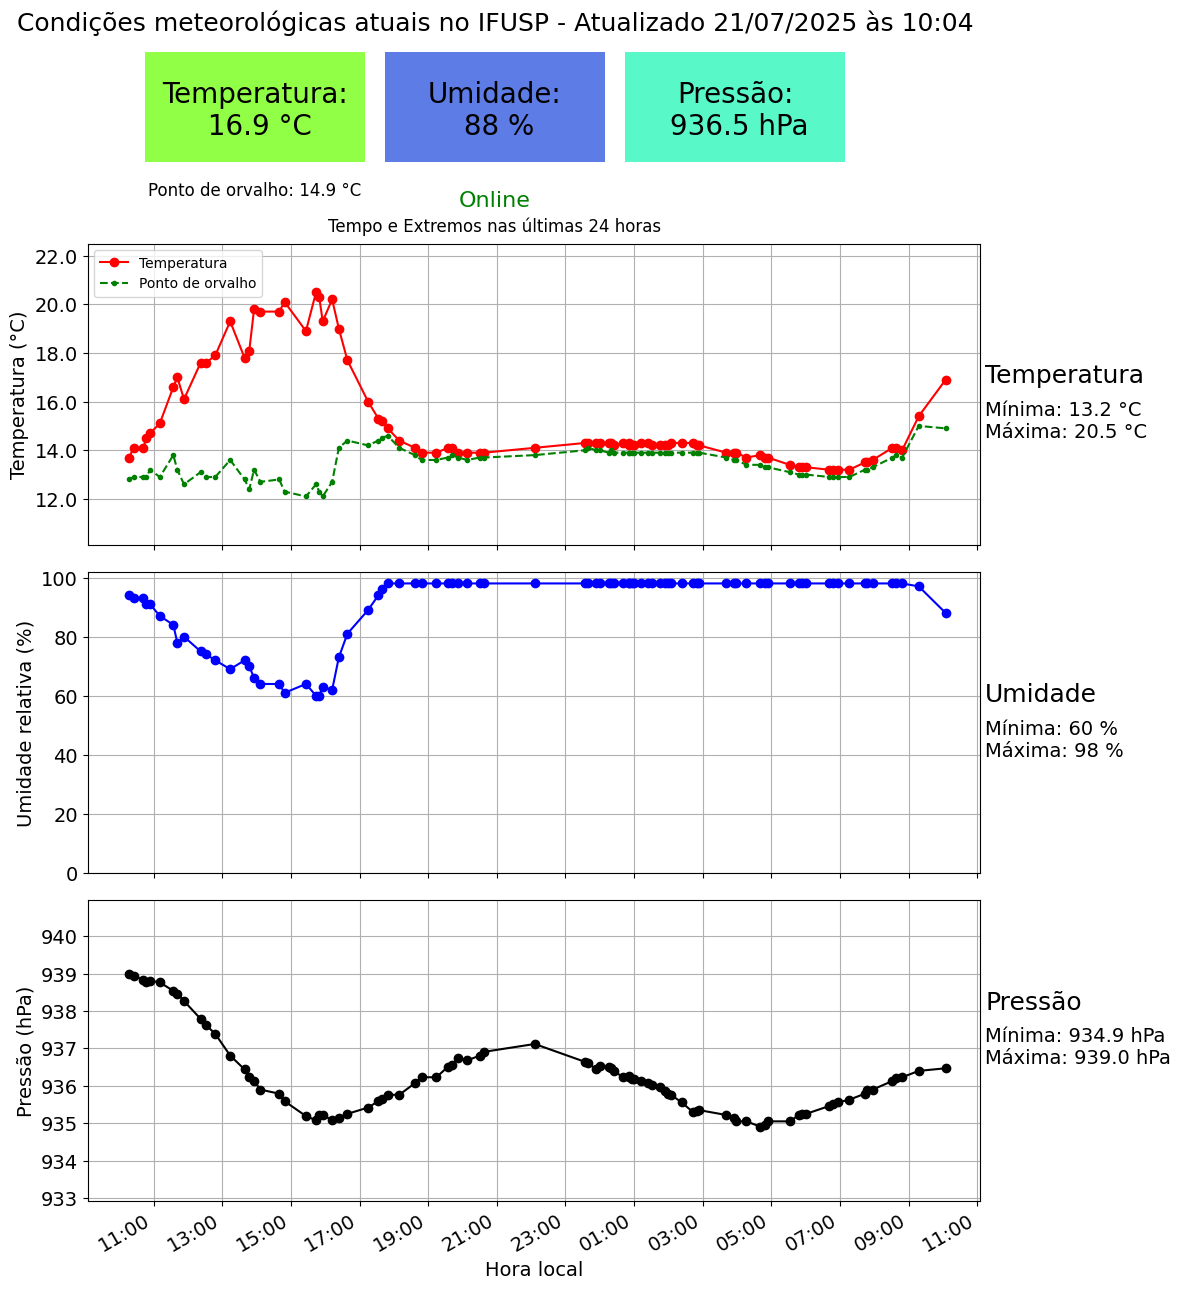 Condições meteorológicas atuais no IFUSP - Atualizado 21/07/2025 às 10:04
Temperatura:
16.9 °C
Umidade:
88 %
Pressão:
936.5 hPa
Ponto de orvalho: 14.9 °C
Online
Tempo e Extremos nas últimas 24 horas
Temperatura (°C)
22.0
20.0
18.0
16.0
14.0
12.0
Temperatura
Ponto de orvalho
Temperatura
Mínima: 13.2 °C
Máxima: 20.5 °C
Umidade relativa (%)
100
80
60
40
20
0
Umidade
Mínima: 60 %
Máxima: 98 %
Pressão (hPa)
940
939
938
937
936
935
934
933
Pressão
Mínima: 934.9 hPa
Máxima: 939.0 hPa
11:00
13:00
15:00
17:00
19:00
21:00
23:00
01:00
03:00
05:00
07:00
09:00
11:00
Hora local